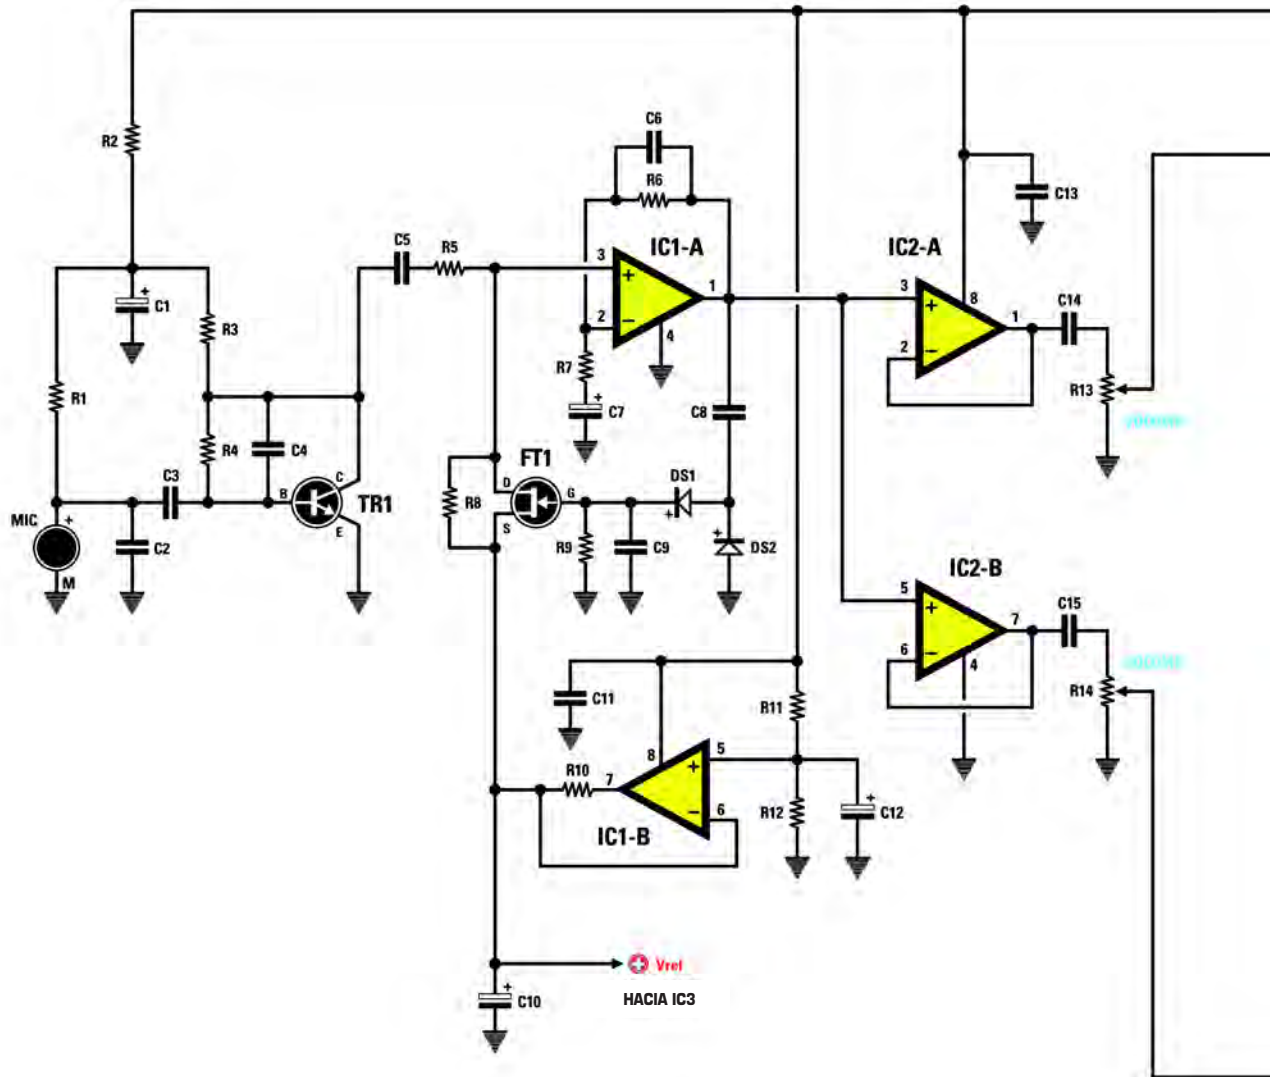 R2
C6
R6
C13
C5
R5
IC1-A
IC2-A
3
+
1
2
−
4
3
+
8
1
2
−
C14
+
C1
R3
R7
R13
R1
+
C7
C8
R4
C4
FT1
C3
B
C
E
TR1
R8
D
G
S
DS1
+
MIC
+
M
C2
R9
C9
+
DS2
IC2-B
5
+
7
6
−
4
C15
R14
C11
R11
8
R10
7
5
+
6
−
IC1-B
R12
+
C12
+ Vref
HACIA IC3
+
C10